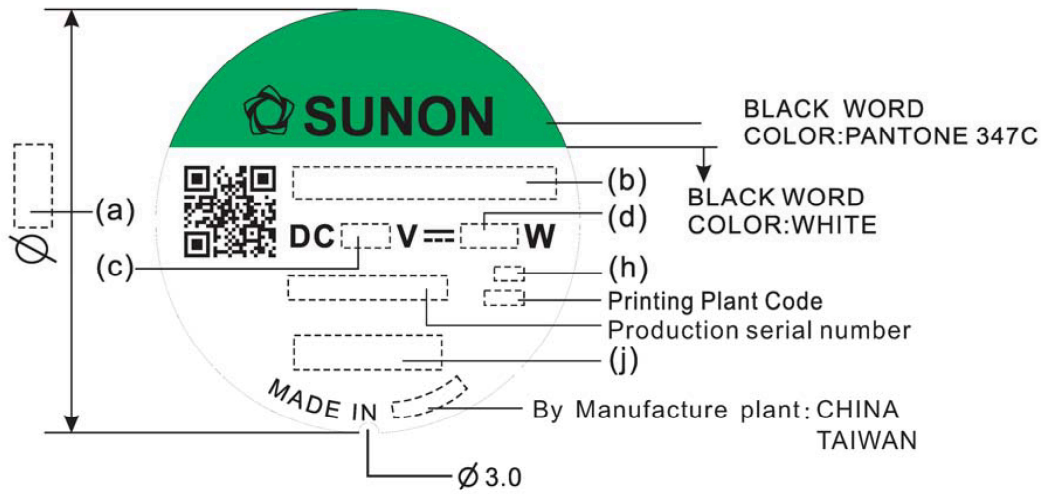 SUNON
BLACK WORD
COLOR:PANTONE 347C
BLACK WORD
COLOR:WHITE
(a)
Ø
(b)
(d)
DC V W
(c)
(h)
Printing Plant Code
Production serial number
(j)
MADE IN
By Manufacture plant: CHINA
TAIWAN
Ø 3.0